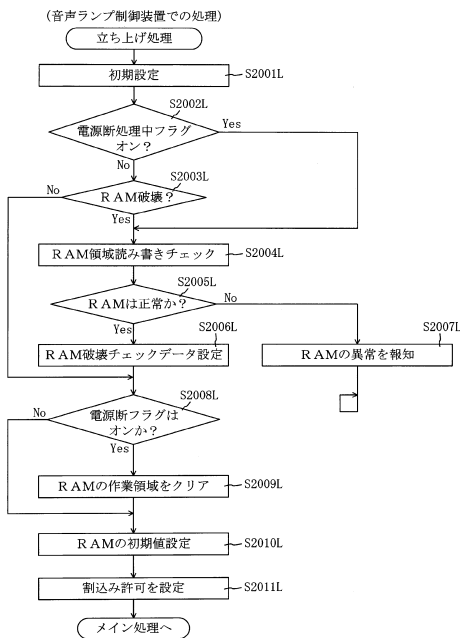 (音声ランプ制御装置での処理)
立ち上げ処理
初期設定
S2001L
S2002L
電源断処理中フラグ
オン？
Yes
No
S2003L
RAM破壊？
No
Yes
RAM領域読み書きチェック
S2004L
S2005L
RAMは正常か？
No
Yes
S2006L
S2007L
RAM破壊チェックデータ設定
RAMの異常を報知
S2008L
電源断フラグは
オンか？
No
Yes
RAMの作業領域をクリア
S2009L
RAMの初期値設定
S2010L
割込み許可を設定
S2011L
メイン処理へ